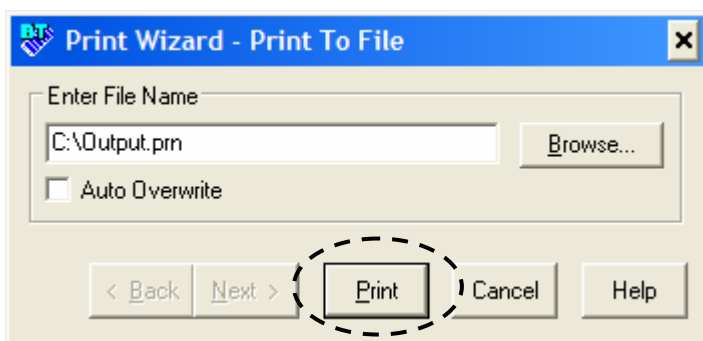 Print Wizard - Print To File
Enter File Name
C:\Output.prn
Browse...
Auto Overwrite
< Back Next > Print Cancel Help